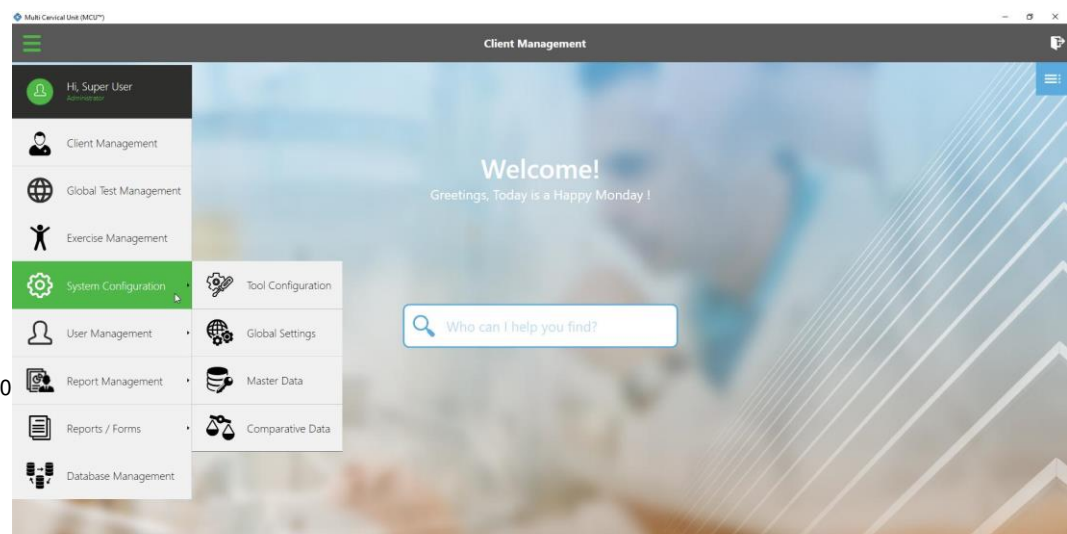 Multi Cervical Unit (MCU™)
Client Management
Hi, Super User
Administrator
Client Management
Global Test Management
Exercise Management
System Configuration
User Management
Report Management
Reports / Forms
Database Management
Tool Configuration
Global Settings
Master Data
Comparative Data
Welcome!
Greetings, Today is a Happy Monday !
Who can I help you find?
0